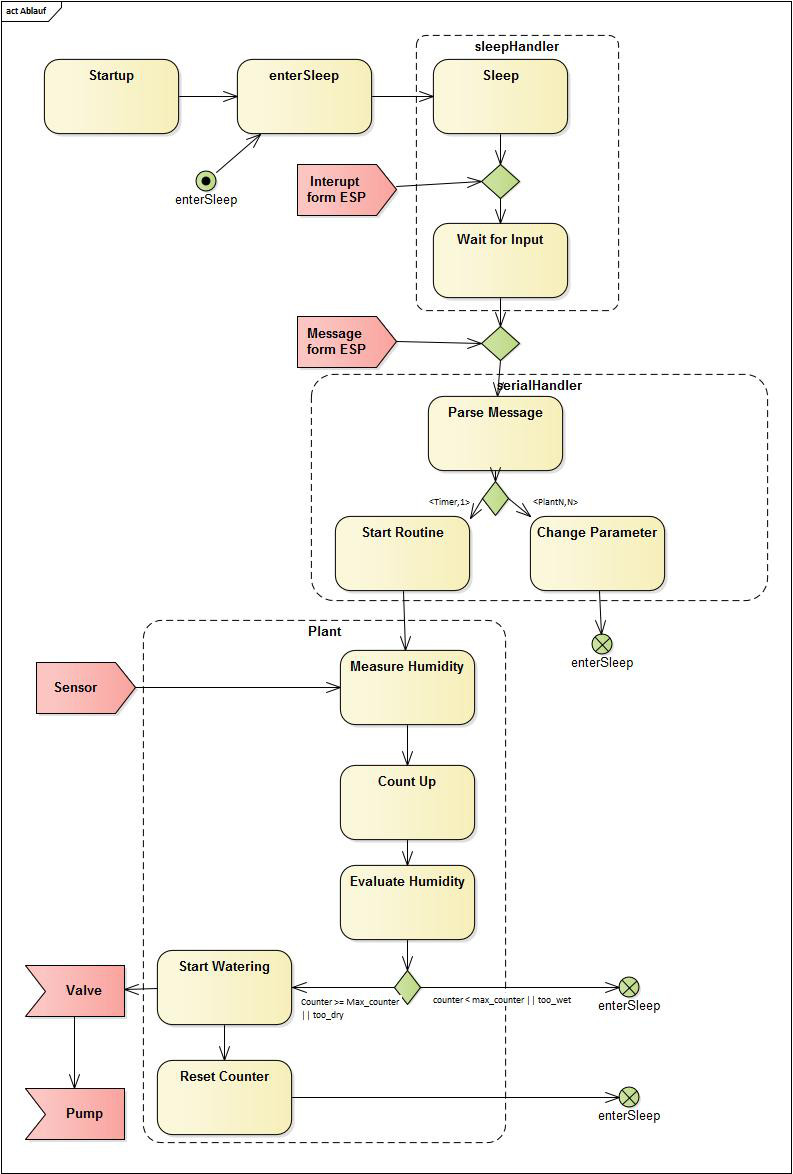 act Ablauf
sleepHandler
Startup
enterSleep
Sleep
enterSleep
Interupt
form ESP
Wait for Input
Message
form ESP
serialHandler
Parse Message
<Timer,1>
<PlantN,N>
Start Routine
Change Parameter
Plant
enterSleep
Measure Humidity
Sensor
Count Up
Evaluate Humidity
Start Watering
Valve
Counter >= Max_counter
|| too_dry
counter < max_counter || too_wet
enterSleep
Reset Counter
Pump
enterSleep